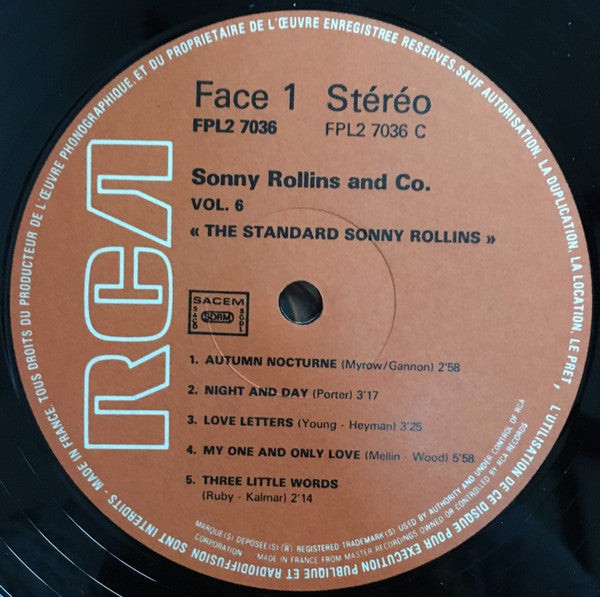 Face 1 Stéréo
FPL2 7036 FPL2 7036 C
Sonny Rollins and Co.
VOL. 6
« THE STANDARD SONNY ROLLINS »
RCA
SACEM
SACD SDRM SGDL
1. AUTUMN NOCTURNE (Myrow/Gannon) 2'58
2. NIGHT AND DAY (Porter) 3'17
3. LOVE LETTERS (Young - Heyman) 3'25
4. MY ONE AND ONLY LOVE (Mellin - Wood) 5'58
5. THREE LITTLE WORDS
(Ruby - Kalmar) 2'14
MARQUE(S) DEPOSEE(S) (R) REGISTERED TRADEMARK(S) USED BY AUTHORITY AND UNDER CONTROL OF RCA
CORPORATION MADE IN FRANCE FROM MASTER RECORDINGS OWNED OR CONTROLLED BY RCA RECORDS
MADE IN FRANCE. TOUS DROITS DU PRODUCTEUR DE L'ŒUVRE PHONOGRAPHIQUE. ET DU PROPRIETAIRE DE L'ŒUVRE ENREGISTREE RESERVES. SAUF AUTORISATION. LA DUPLICATION. LA LOCATION. LE PRET, L'UTILISATION DE CE DISQUE POUR EXECUTION PUBLIQUE ET RADIODIFFUSION SONT INTERDITS -